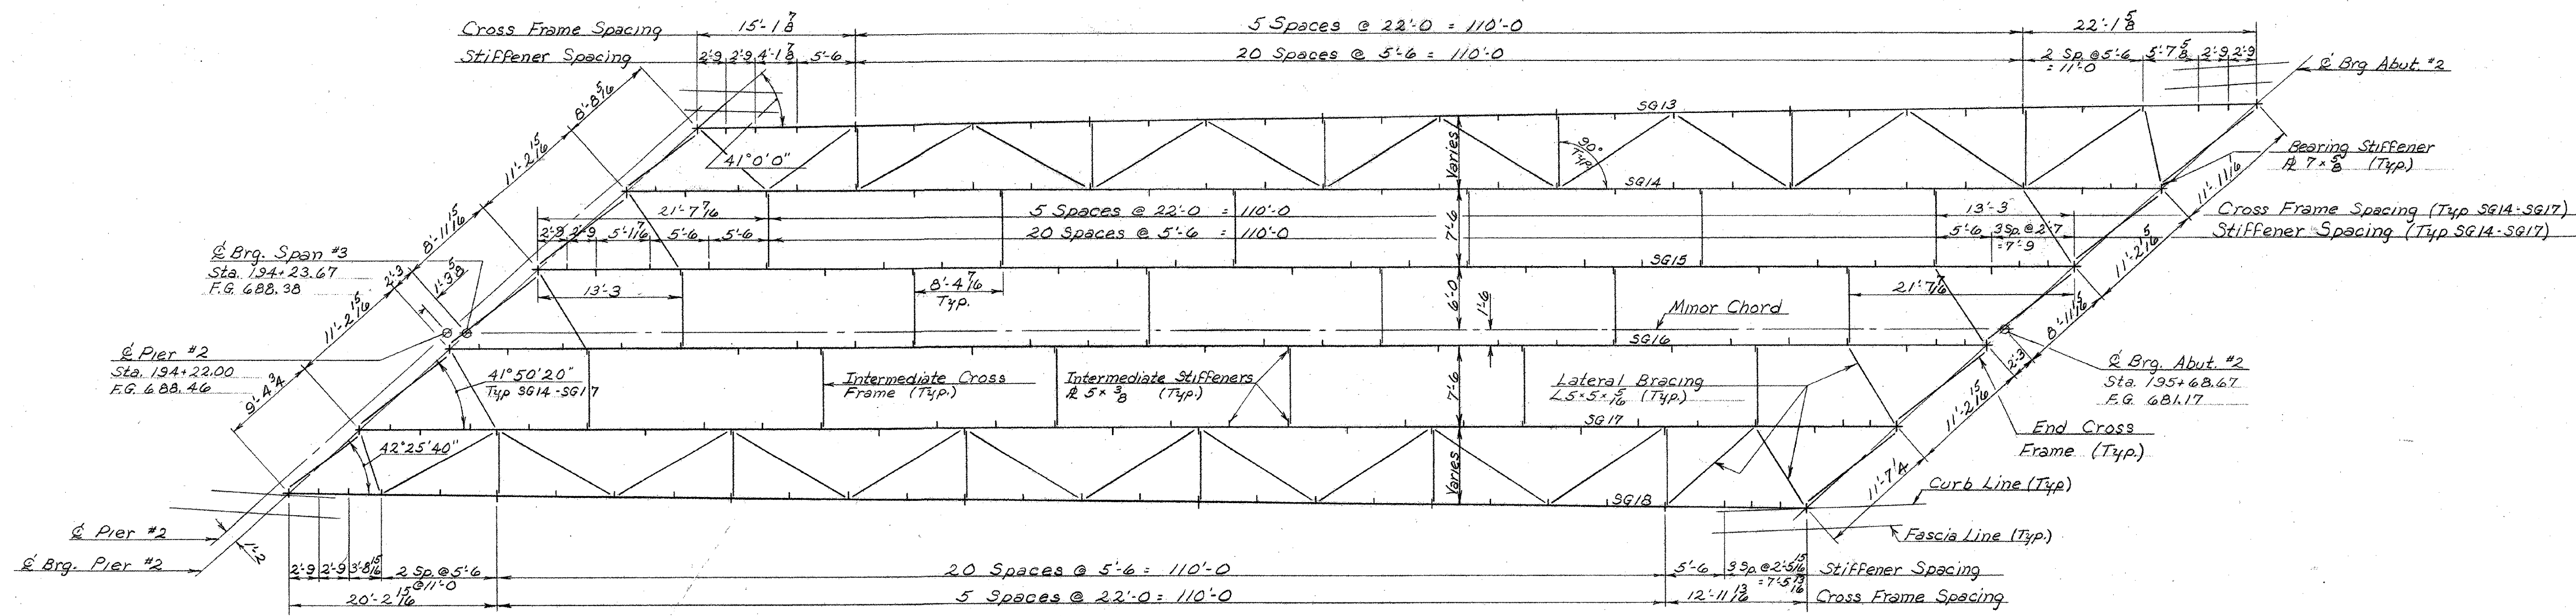 Cross Frame Spacing 15'-1 7/8 5 Spaces @ 22'-0 = 110'-0 22'-1 5/8
Stiffener Spacing 2'-9 2'-9 4'-1 7/8 5'-6 20 Spaces @ 5'-6 = 110'-0 2 Sp. @ 5'-6 5'-7 5/8 2'-9 2'-9
= 11'-0
℄ Brg Abut. #2
8'-8 5/16
SG13
11'-2 15/16
41°0'0"
Varies
90°
Typ.
Bearing Stiffener
℄ 7 × 5/8 (Typ.)
SG14
11'-11 1/16
21'-7 7/16 5 Spaces @ 22'-0 = 110'-0 13'-3 Cross Frame Spacing (Typ SG14-SG17)
2'-9 2'-9 5'-1 7/16 5'-6 5'-6 20 Spaces @ 5'-6 = 110'-0 5'-6 3 Sp. @ 2'-7 Stiffener Spacing (Typ SG14-SG17)
= 7'-9
7'-6
8'-11 15/16
11'-2 5/16
℄ Brg. Span #3
Sta. 194+23.67
F.G. 688.38
SG15
2'-3
1'-3 5/8
13'-3
8'-4 7/16
Typ.
6'-0
1'-6
21'-7 7/16
11'-2 15/16
Minor Chord
8'-11 15/16
SG16
℄ Pier #2
Sta. 194+22.00
F.G. 688.46
2'-3
℄ Brg. Abut. #2
Sta. 195+68.67
F.G. 681.17
9'-4 3/4
41°50'20"
Typ SG14-SG17
Intermediate Cross
Frame (Typ.)
Intermediate Stiffeners
℄ 5 × 3/8 (Typ.)
7'-6
Lateral Bracing
L5×5×5/16 (Typ.)
11'-2 15/16
SG17
End Cross
Frame (Typ.)
42°25'40"
Varies
11'-7 1/4
SG18
Curb Line (Typ)
Fascia Line (Typ.)
℄ Pier #2
1'-2
℄ Brg. Pier #2
2'-9 2'-9 3'-8 15/16 2 Sp. @ 5'-6 20 Spaces @ 5'-6 = 110'-0 5'-6 3 Sp. @ 2'-5 15/16 Stiffener Spacing
@ 11'-0 = 7'-5 13/16
20'-2 15/16 5 Spaces @ 22'-0 = 110'-0 12'-11 13/16 Cross Frame Spacing